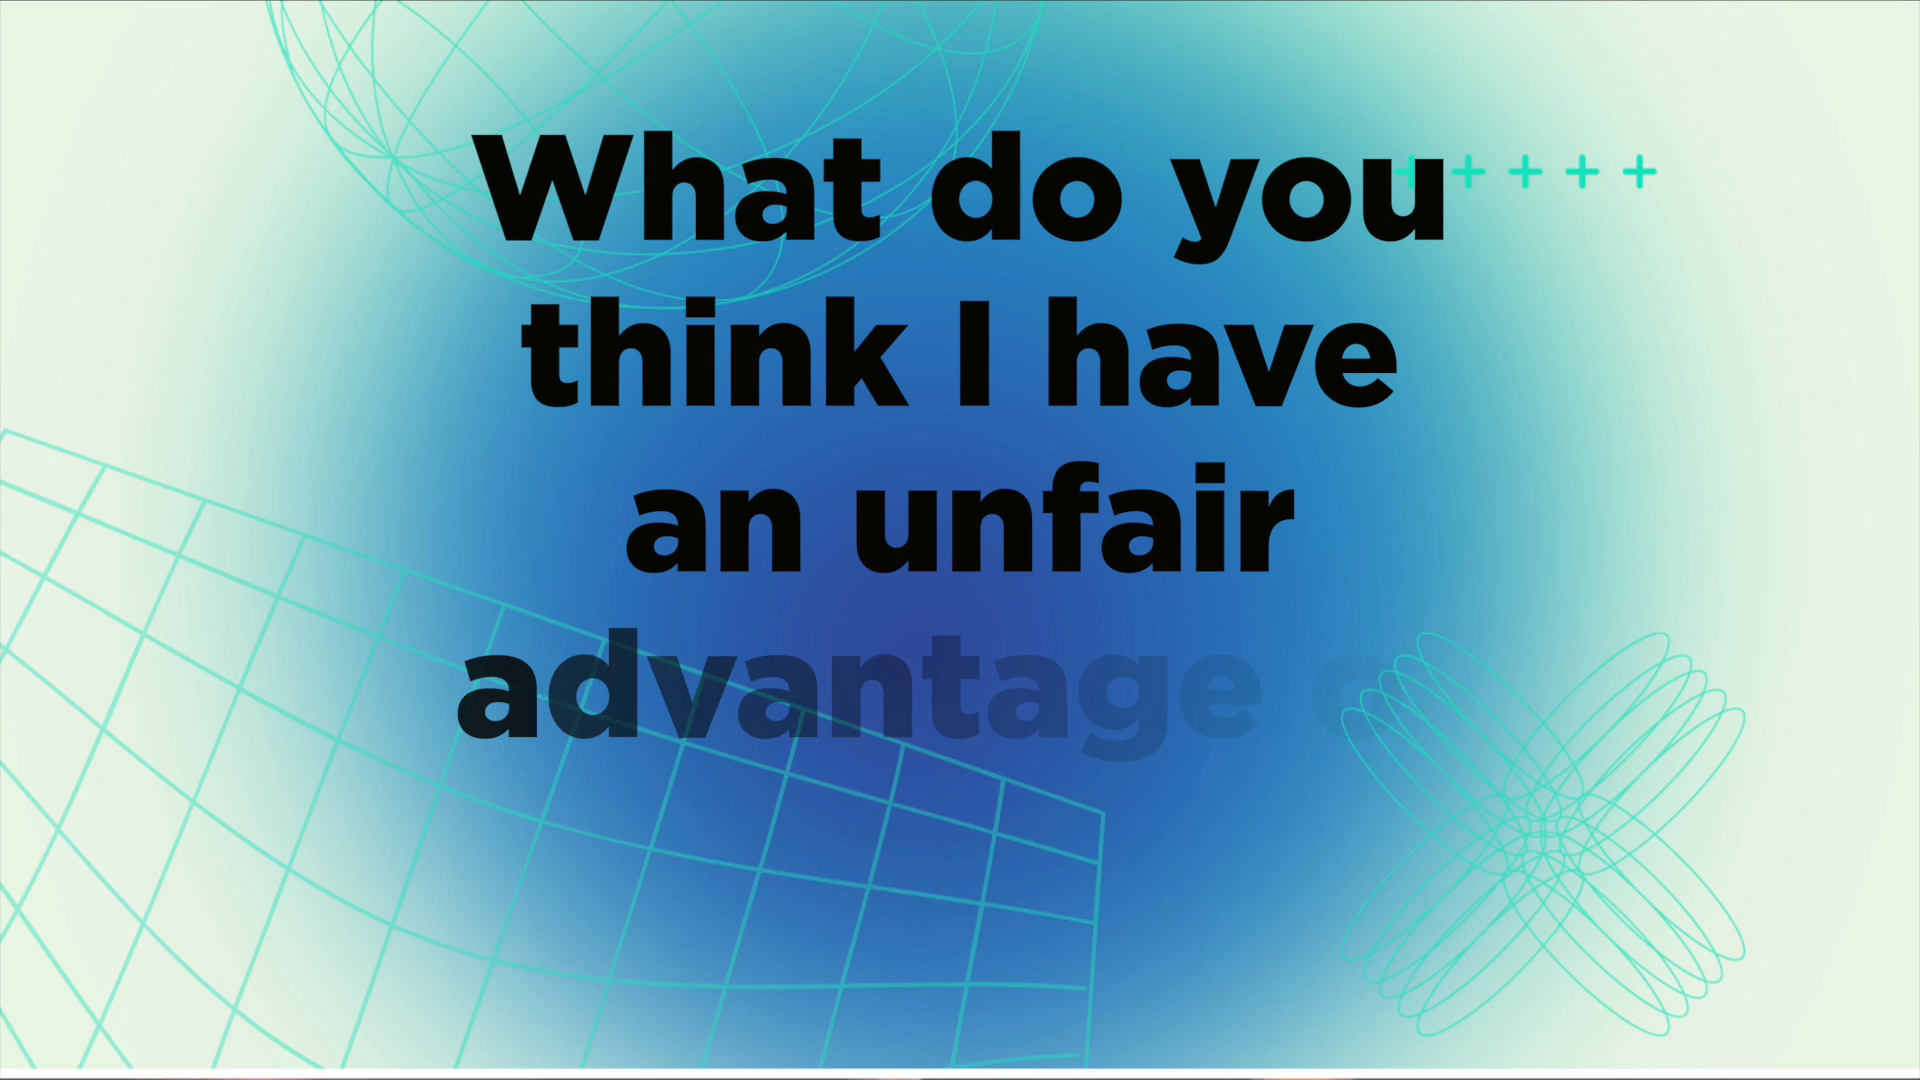 What do you
think I have
an unfair
advantage